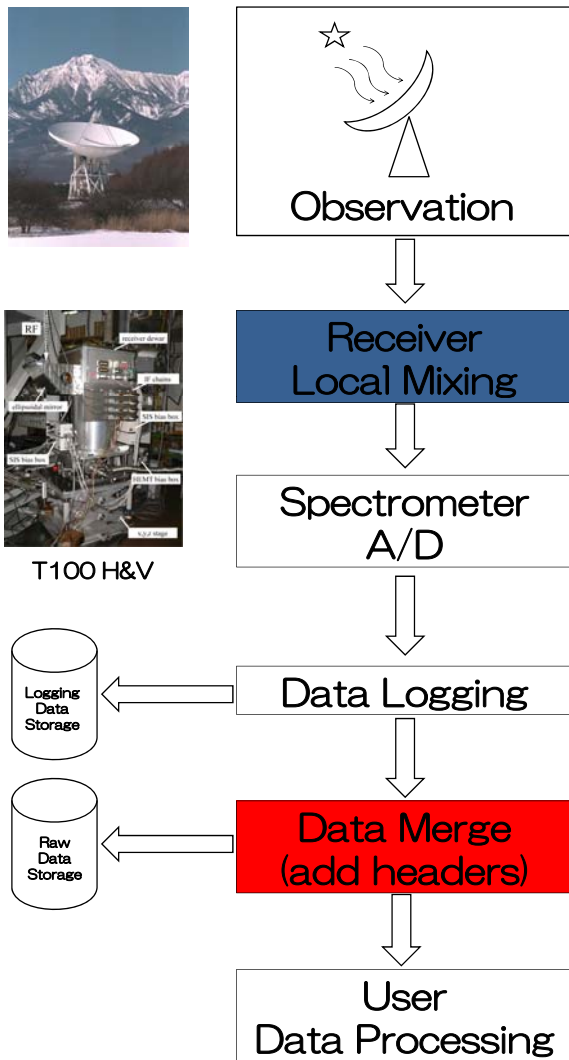 Observation
RF
receiver dewar
IF chains
ellipsoidal mirror
SIS bias box
SIS bias box
HEMT bias box
x,y,z stage
T100 H&V
Receiver
Local Mixing
Spectrometer
A/D
Logging
Data
Storage
Data Logging
Raw
Data
Storage
Data Merge
(add headers)
User
Data Processing